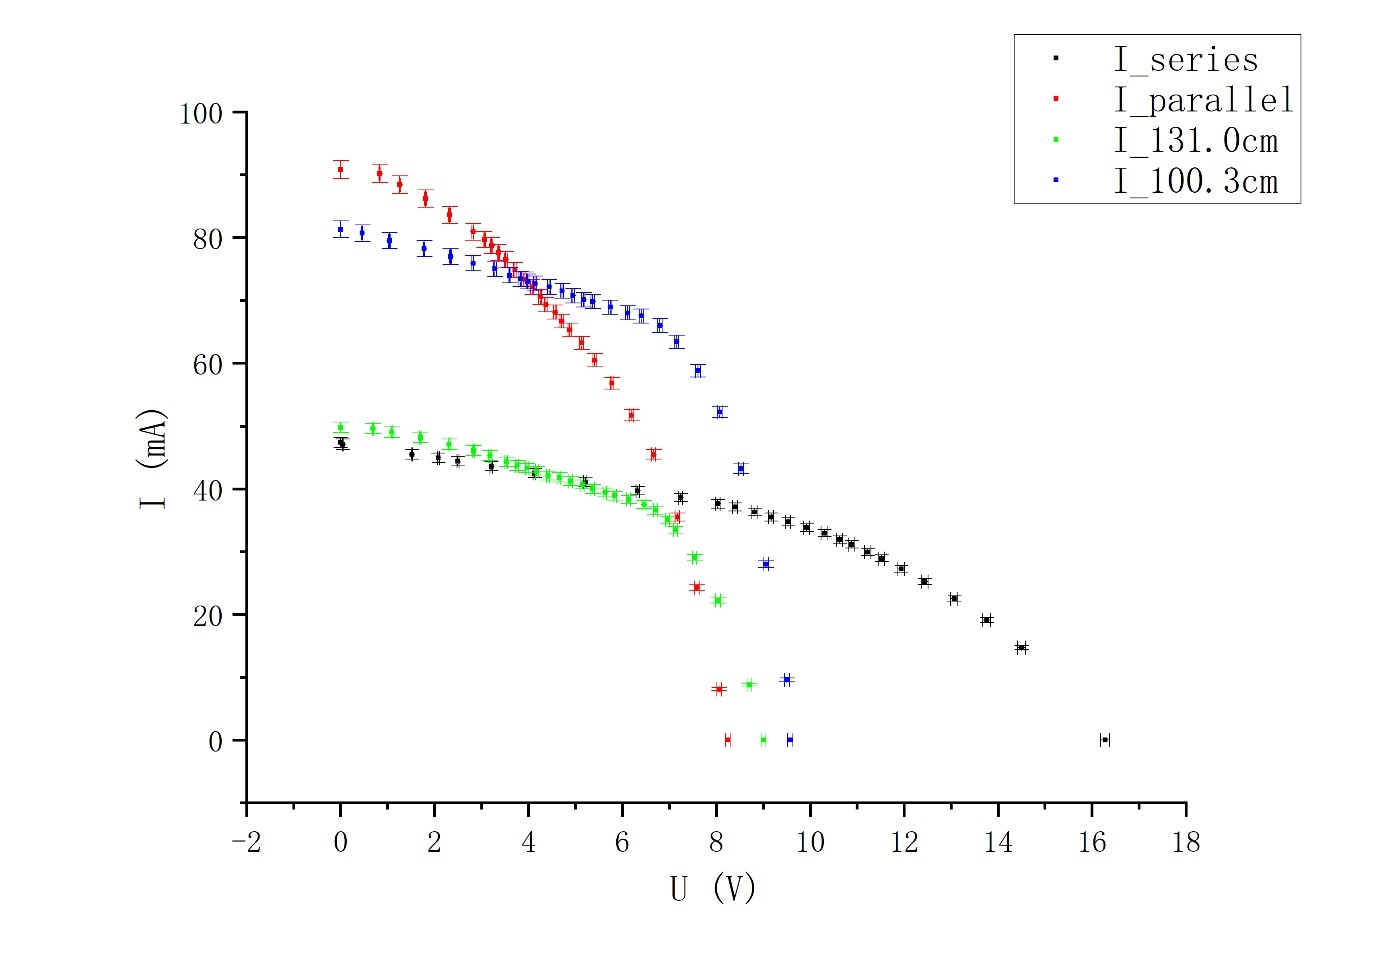 I_series
I_parallel
I_131.0cm
I_100.3cm
100
80
60
40
20
0
I (mA)
-2 0 2 4 6 8 10 12 14 16 18
U (V)